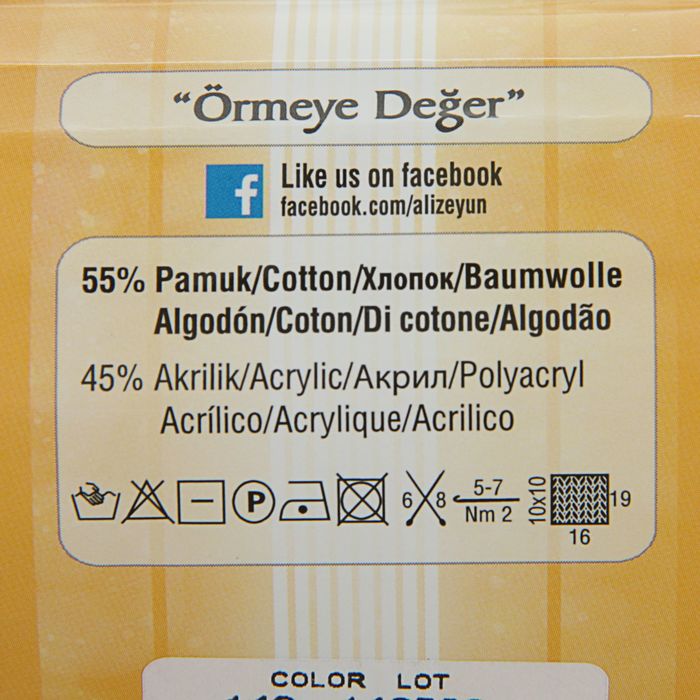 “Örmeye Değer”
f
Like us on facebook
facebook.com/alizeyun
55% Pamuk/Cotton/Хлопок/Baumwolle
Algodón/Coton/Di cotone/Algodão
45% Akrilik/Acrylic/Акрил/Polyacryl
Acrílico/Acrylique/Acrilico
P 6 8 5-7 10x10 19
Nm 2
16
COLOR LOT